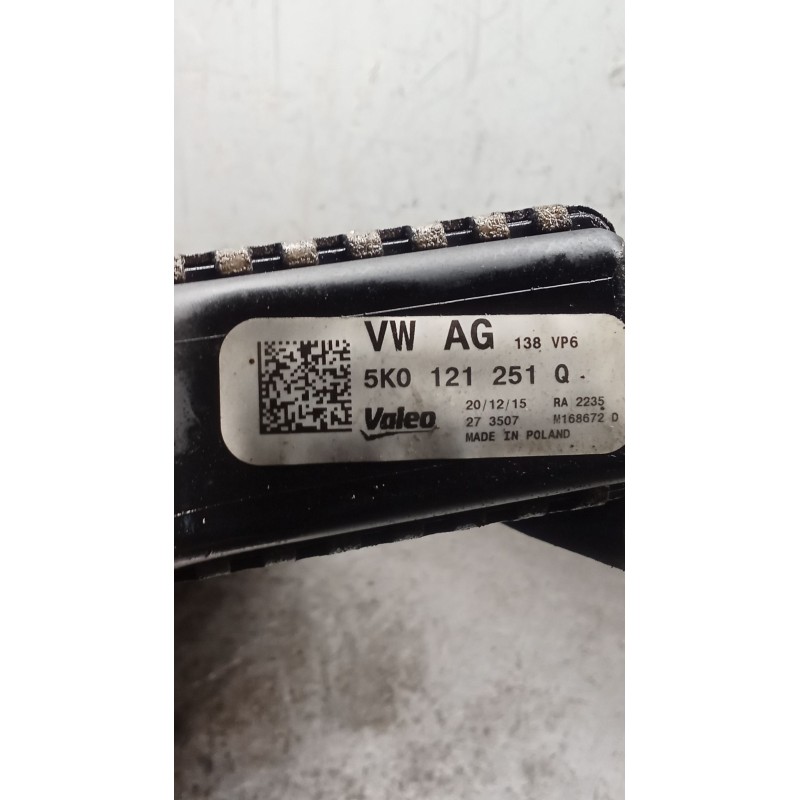 VW AG 138 VP6
5K0 121 251 Q
Valeo
20/12/15 RA 2235
27 3507 M168672 D
MADE IN POLAND